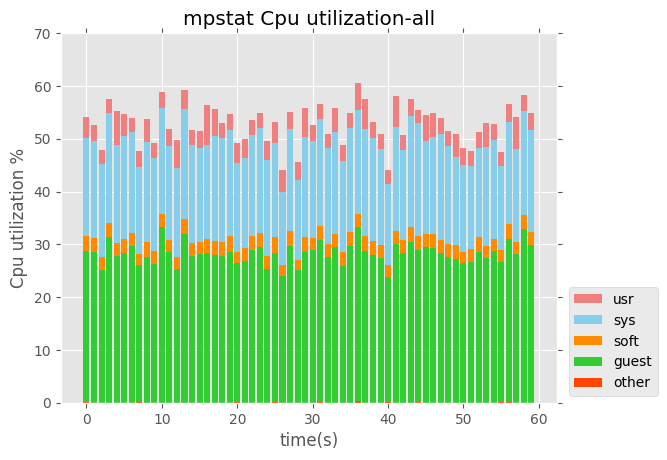 mpstat Cpu utilization-all
Cpu utilization %
70
60
50
40
30
20
10
0
0 10 20 30 40 50 60
time(s)
usr
sys
soft
guest
other